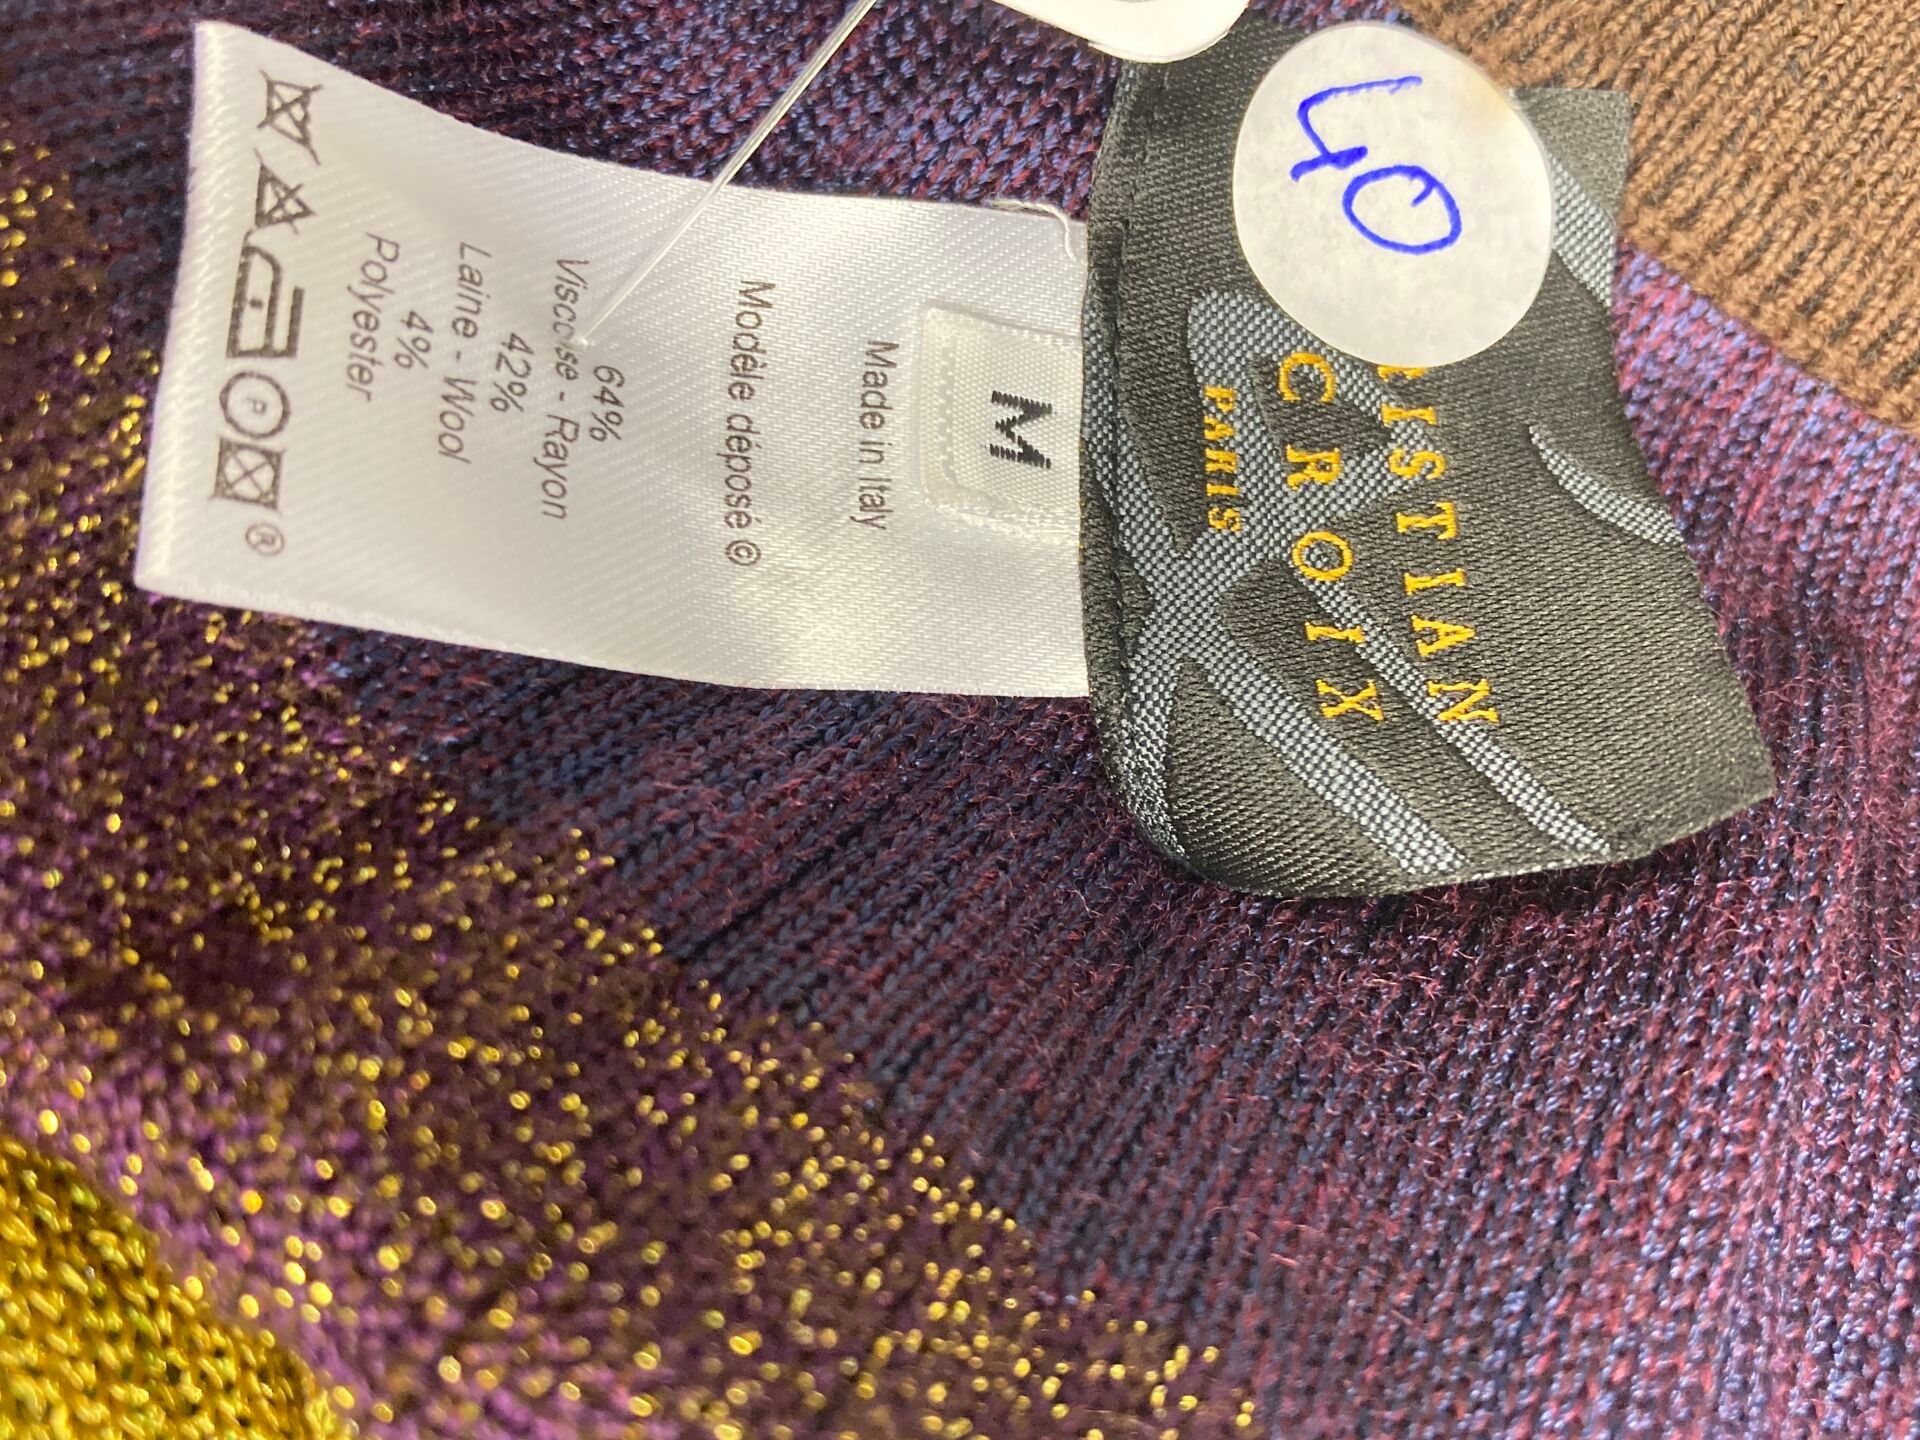 40
ISTIAN
CROIX
PARIS
M
Made in Italy
Modèle déposé ©
64%
Viscose - Rayon
42%
Laine - Wool
4%
Polyester
P
®